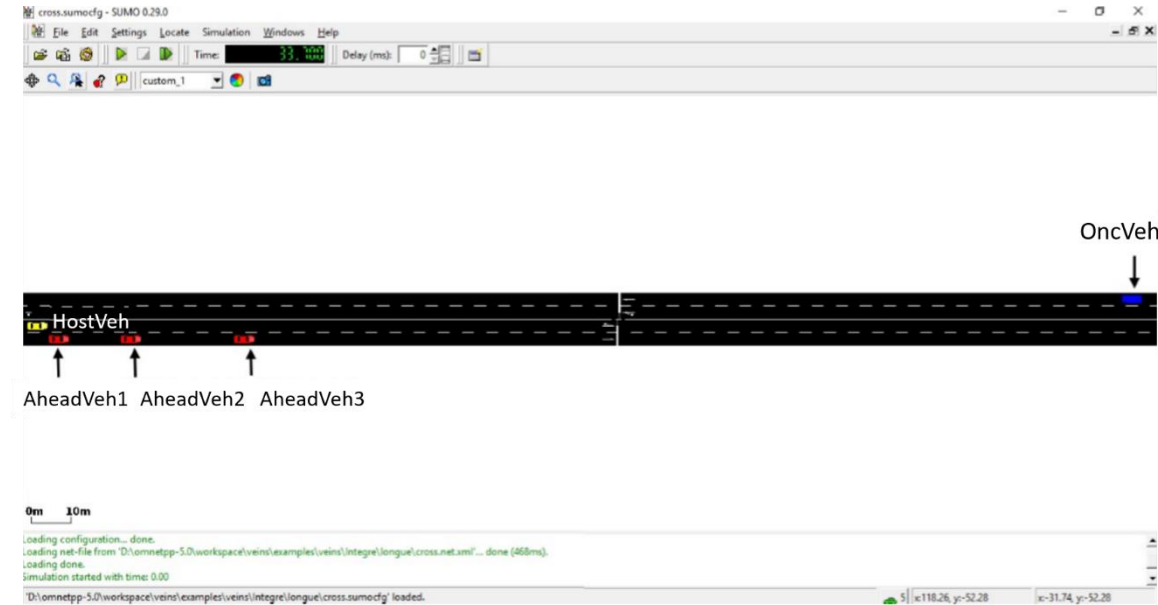 cross.sumocfg - SUMO 0.29.0
File Edit Settings Locate Simulation Windows Help
Time: 33.700 Delay (ms): 0
custom_1
OncVeh
HostVeh
AheadVeh1 AheadVeh2 AheadVeh3
0m 10m
Loading configuration... done.
Loading net-file from 'D:\omnetpp-5.0\workspace\veins\examples\veins\Integre\longue\cross.net.xml'... done (468ms).
Loading done.
Simulation started with time: 0.00
'D:\omnetpp-5.0\workspace\veins\examples\veins\Integre\longue\cross.sumocfg' loaded. 5 x:118.26, y:-52.28 x:-31.74, y:-52.28